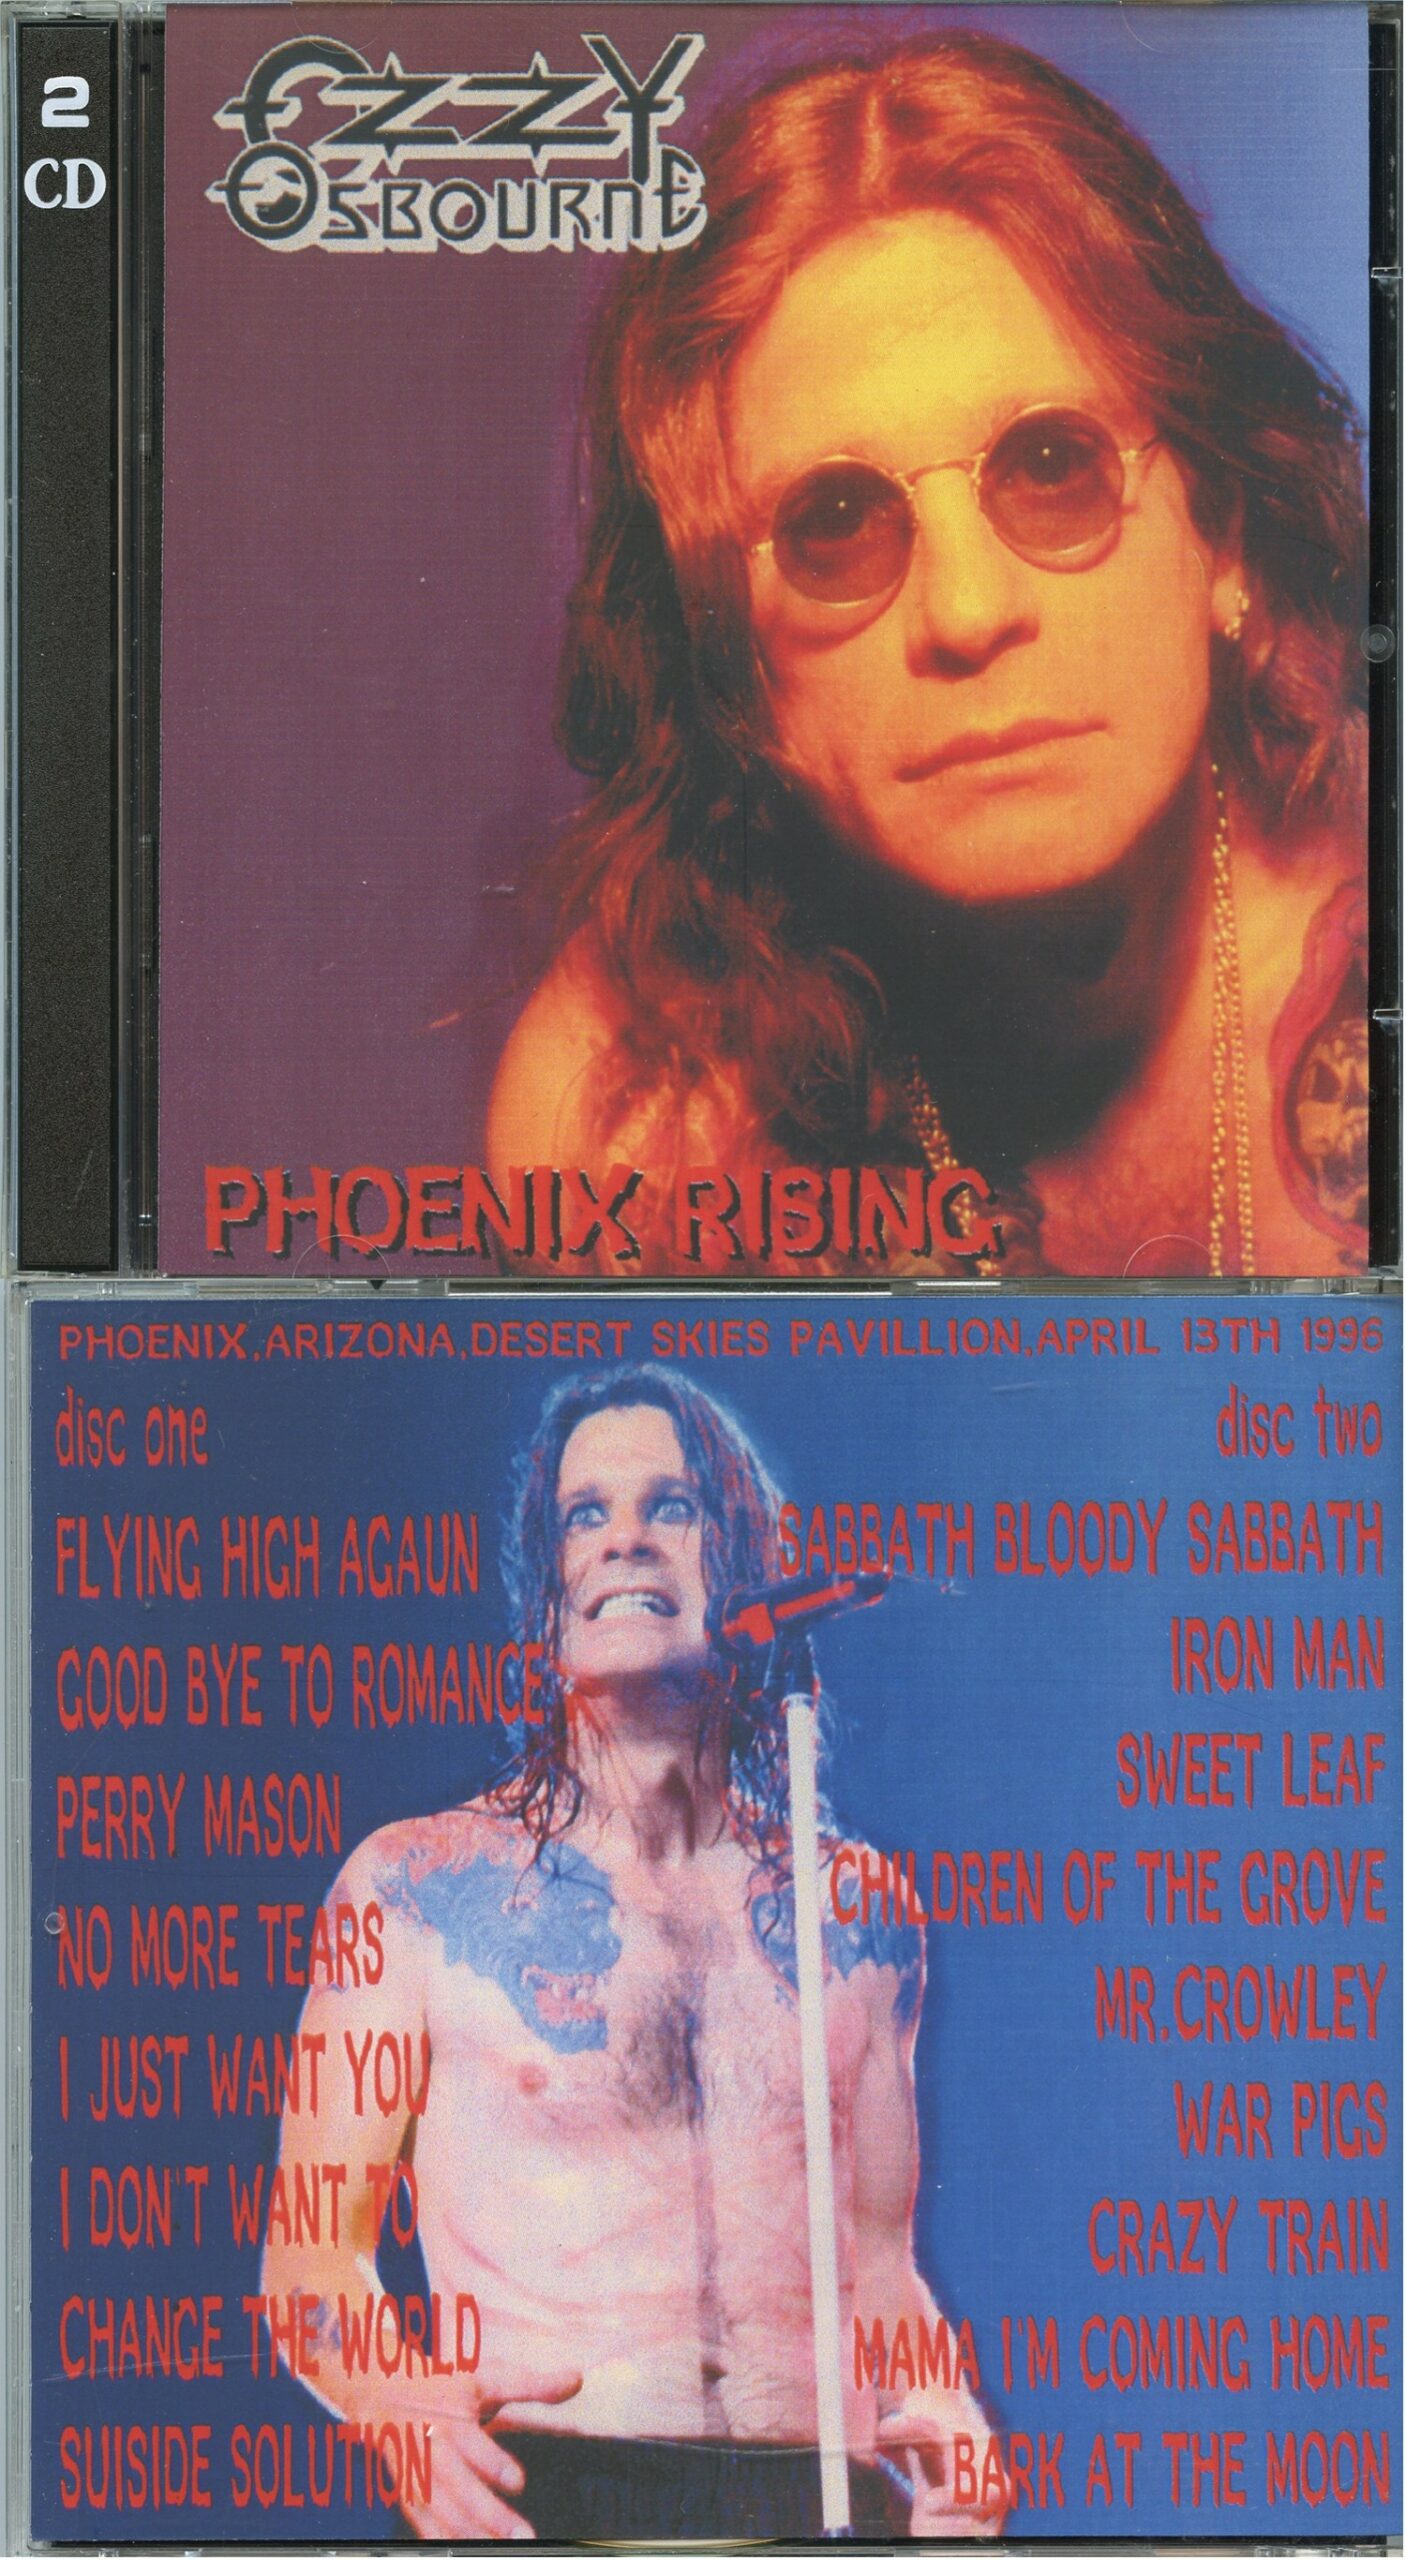 2
CD
OZZY
OSBOURNE
PHOENIX RISING
PHOENIX,ARIZONA,DESERT SKIES PAVILLION,APRIL 13TH 1996
disc one
FLYING HIGH AGAUN
GOOD BYE TO ROMANCE
PERRY MASON
NO MORE TEARS
I JUST WANT YOU
I DON'T WANT TO
CHANGE THE WORLD
SUISIDE SOLUTION
disc two
SABBATH BLOODY SABBATH
IRON MAN
SWEET LEAF
CHILDREN OF THE GROVE
MR.CROWLEY
WAR PIGS
CRAZY TRAIN
MAMA I'M COMING HOME
BARK AT THE MOON